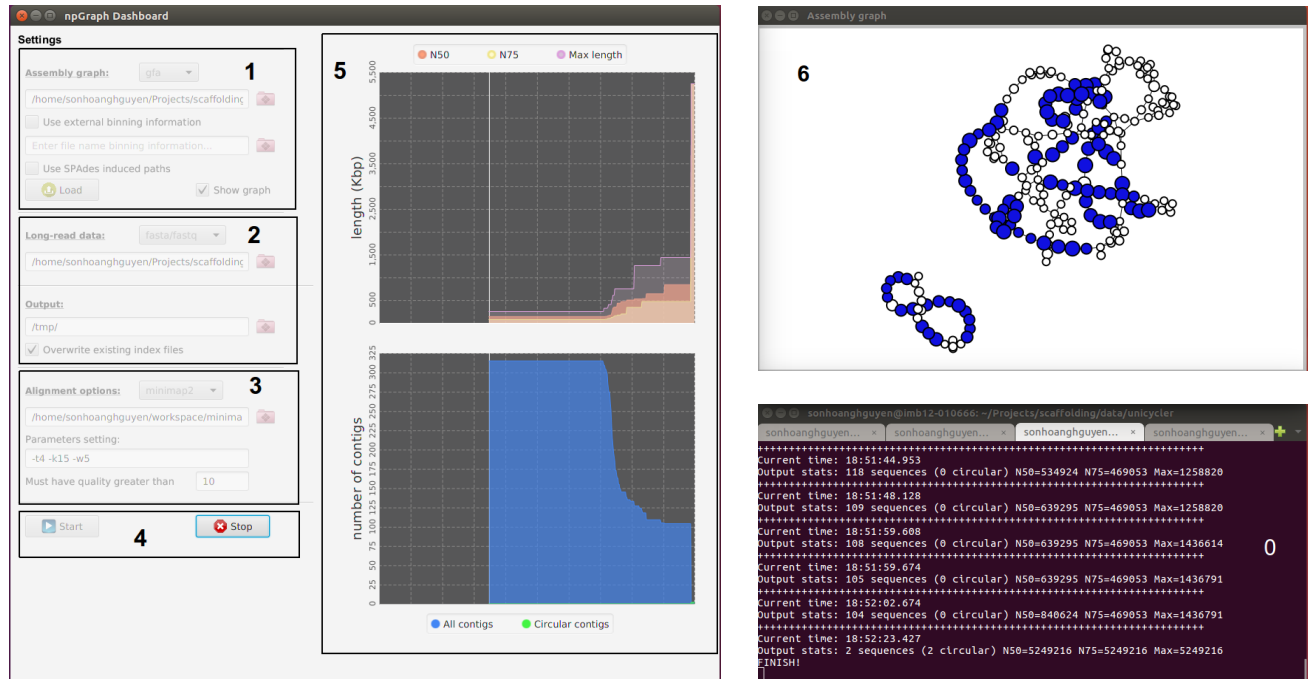 npGraph Dashboard
Settings
Assembly graph: gfa 1
/home/sonhoanghguyen/Projects/scaffolding
Use external binning information
Enter file name binning information...
Use SPAdes induced paths
Load Show graph
Long-read data: fasta/fastq 2
/home/sonhoanghguyen/Projects/scaffolding
Output:
/tmp/
Overwrite existing index files
Alignment options: minimap2 3
/home/sonhoanghguyen/workspace/minima
Parameters setting:
-t4 -k15 -w5
Must have quality greater than 10
Start Stop
4
5
N50 N75 Max length
length (Kbp)
5,500
4,500
3,500
2,500
1,500
500
0
number of contigs
325
300
275
250
225
200
175
150
125
100
75
50
25
0
All contigs Circular contigs
Assembly graph
6
sonhoanghguyen@imb12-010666: ~/Projects/scaffolding/data/unicycler
sonhoanghguyen... × sonhoanghguyen... × sonhoanghguyen... × sonhoanghguyen... ×
++++++++++++++++++++++++++++++++++++++++++++++++++++++++++++++++
Current time: 18:51:44.953
Output stats: 118 sequences (0 circular) N50=534924 N75=469053 Max=1258820
++++++++++++++++++++++++++++++++++++++++++++++++++++++++++++++++
Current time: 18:51:48.128
Output stats: 109 sequences (0 circular) N50=639295 N75=469053 Max=1258820
++++++++++++++++++++++++++++++++++++++++++++++++++++++++++++++++
Current time: 18:51:59.608
Output stats: 108 sequences (0 circular) N50=639295 N75=469053 Max=1436614
0
++++++++++++++++++++++++++++++++++++++++++++++++++++++++++++++++
Current time: 18:51:59.674
Output stats: 105 sequences (0 circular) N50=639295 N75=469053 Max=1436791
++++++++++++++++++++++++++++++++++++++++++++++++++++++++++++++++
Current time: 18:52:02.674
Output stats: 104 sequences (0 circular) N50=840624 N75=469053 Max=1436791
++++++++++++++++++++++++++++++++++++++++++++++++++++++++++++++++
Current time: 18:52:23.427
Output stats: 2 sequences (2 circular) N50=5249216 N75=5249216 Max=5249216
FINISH!